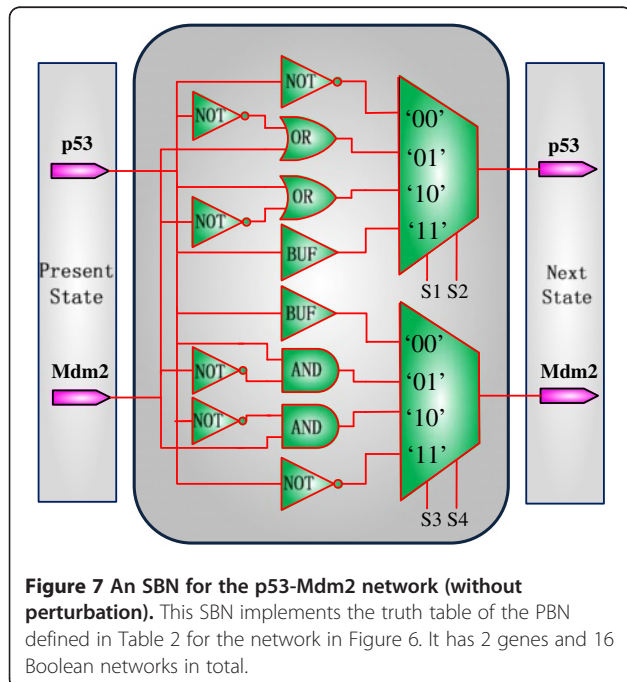 NOT
NOT
p53
OR
'00'
'01'
p53
OR
'10'
NOT
BUF
'11'
Present
State
S1 S2
Next
State
BUF
'00'
Mdm2
NOT
AND
'01'
Mdm2
NOT
AND
'10'
NOT
'11'
S3 S4
Figure 7 An SBN for the p53-Mdm2 network (without
perturbation). This SBN implements the truth table of the PBN
defined in Table 2 for the network in Figure 6. It has 2 genes and 16
Boolean networks in total.